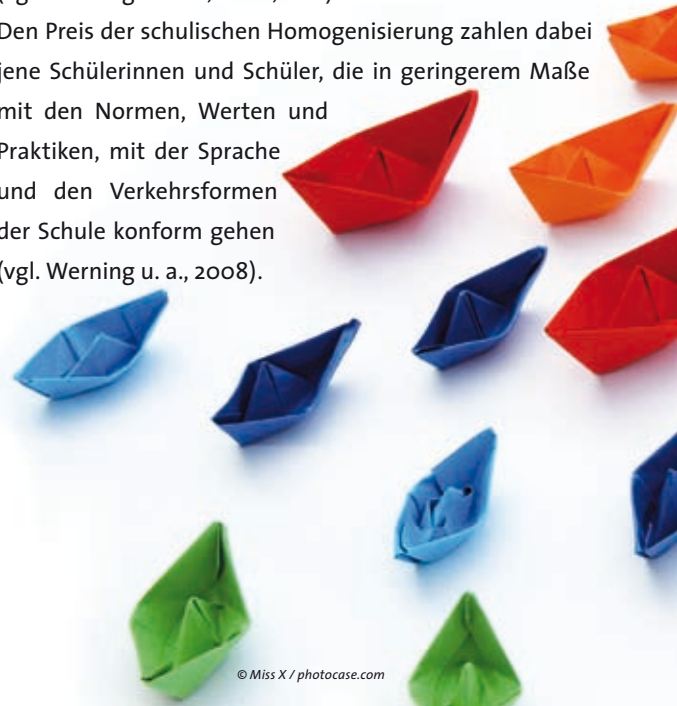 Den Preis der schulischen Homogenisierung zahlen dabei
jene Schülerinnen und Schüler, die in geringerem Maße
mit den Normen, Werten und
Praktiken, mit der Sprache
und den Verkehrsformen
der Schule konform gehen
(vgl. Werning u. a., 2008).
© Miss X / photocase.com